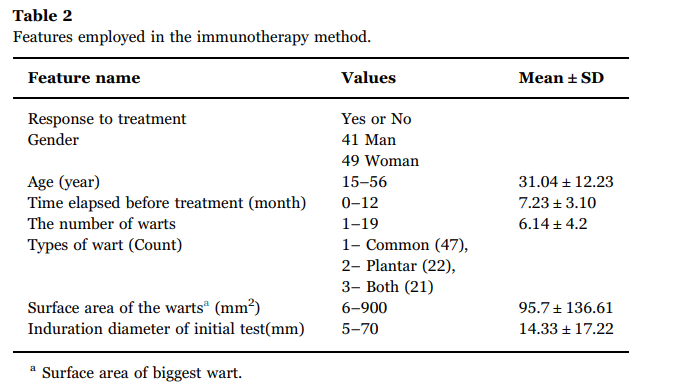 Table 2
Features employed in the immunotherapy method.
Feature name Values Mean ± SD
Response to treatment Yes or No
Gender 41 Man
49 Woman
Age (year) 15–56 31.04 ± 12.23
Time elapsed before treatment (month) 0–12 7.23 ± 3.10
The number of warts 1–19 6.14 ± 4.2
Types of wart (Count) 1– Common (47),
2– Plantar (22),
3– Both (21)
Surface area of the wartsᵃ (mm²) 6–900 95.7 ± 136.61
Induration diameter of initial test(mm) 5–70 14.33 ± 17.22
ᵃ Surface area of biggest wart.